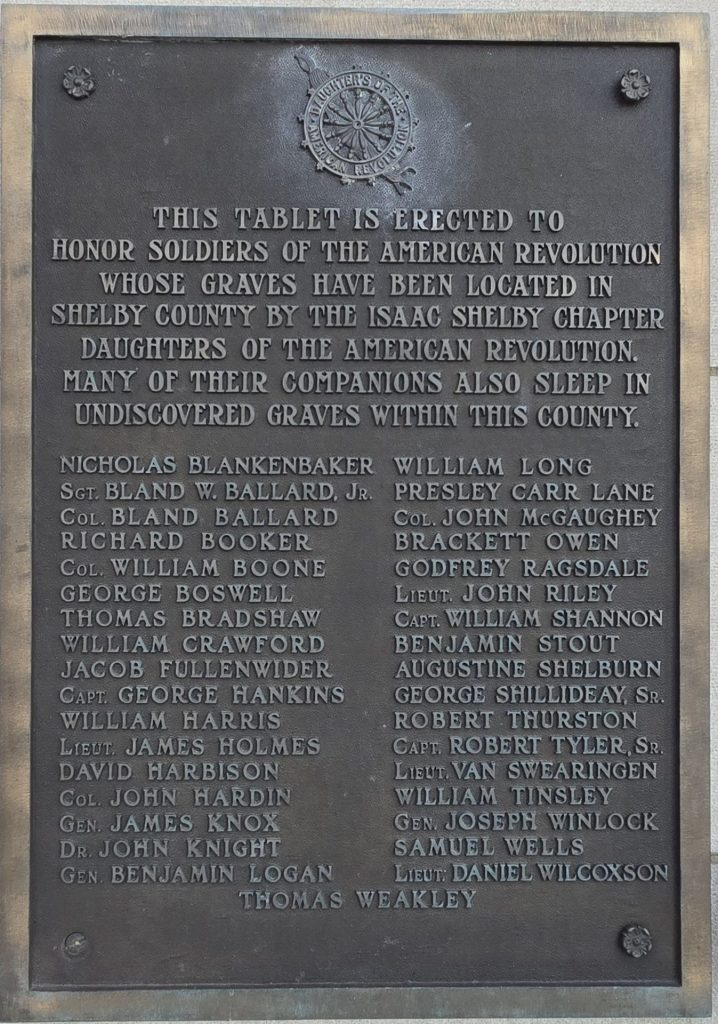 DAUGHTERS OF THE
AMERICAN REVOLUTION
THIS TABLET IS ERECTED TO
HONOR SOLDIERS OF THE AMERICAN REVOLUTION
WHOSE GRAVES HAVE BEEN LOCATED IN
SHELBY COUNTY BY THE ISAAC SHELBY CHAPTER
DAUGHTERS OF THE AMERICAN REVOLUTION.
MANY OF THEIR COMPANIONS ALSO SLEEP IN
UNDISCOVERED GRAVES WITHIN THIS COUNTY.
NICHOLAS BLANKENBAKER
SGT. BLAND W. BALLARD, JR.
COL. BLAND BALLARD
RICHARD BOOKER
COL. WILLIAM BOONE
GEORGE BOSWELL
THOMAS BRADSHAW
WILLIAM CRAWFORD
JACOB FULLENWIDER
CAPT. GEORGE HANKINS
WILLIAM HARRIS
LIEUT. JAMES HOLMES
DAVID HARBISON
COL. JOHN HARDIN
GEN. JAMES KNOX
DR. JOHN KNIGHT
GEN. BENJAMIN LOGAN
WILLIAM LONG
PRESLEY CARR LANE
COL. JOHN McGAUGHEY
BRACKETT OWEN
GODFREY RAGSDALE
LIEUT. JOHN RILEY
CAPT. WILLIAM SHANNON
BENJAMIN STOUT
AUGUSTINE SHELBURN
GEORGE SHILLIDEAY, SR.
ROBERT THURSTON
CAPT. ROBERT TYLER, SR.
LIEUT. VAN SWEARINGEN
WILLIAM TINSLEY
GEN. JOSEPH WINLOCK
SAMUEL WELLS
LIEUT. DANIEL WILCOXSON
THOMAS WEAKLEY